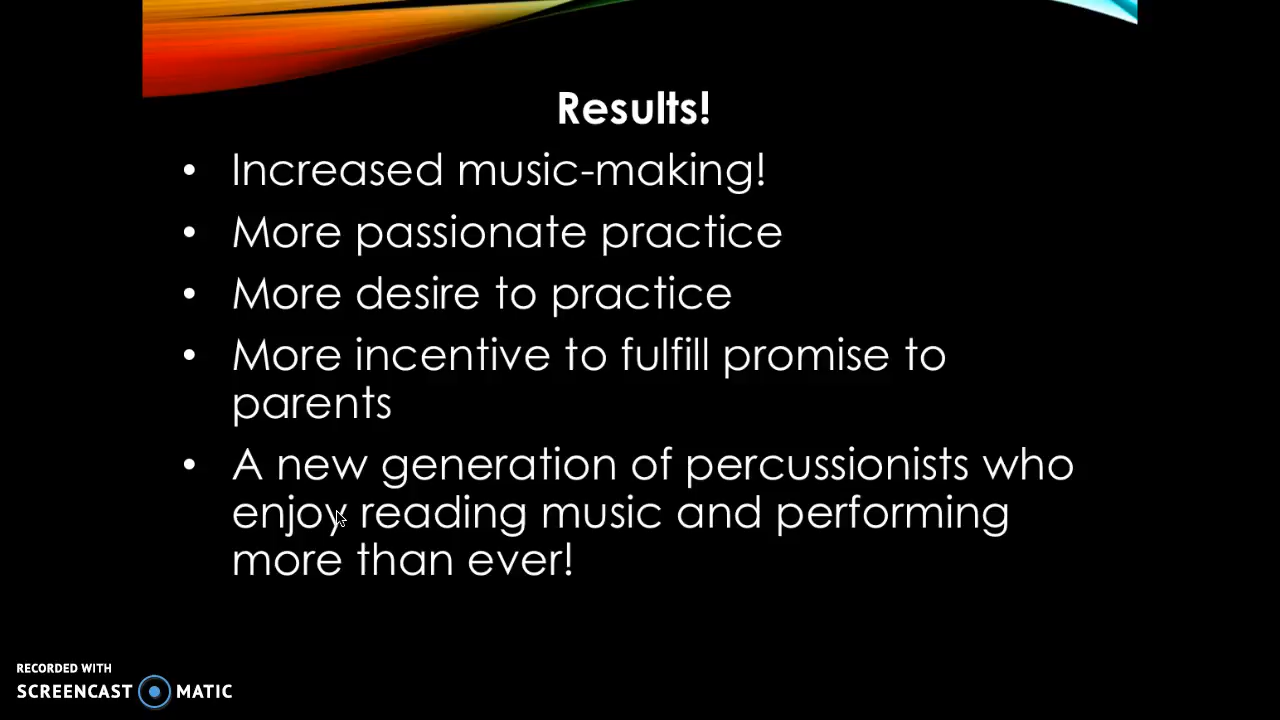 Results!
• Increased music-making!
• More passionate practice
• More desire to practice
• More incentive to fulfill promise to
parents
• A new generation of percussionists who
enjoy reading music and performing
more than ever!
RECORDED WITH
SCREENCAST MATIC